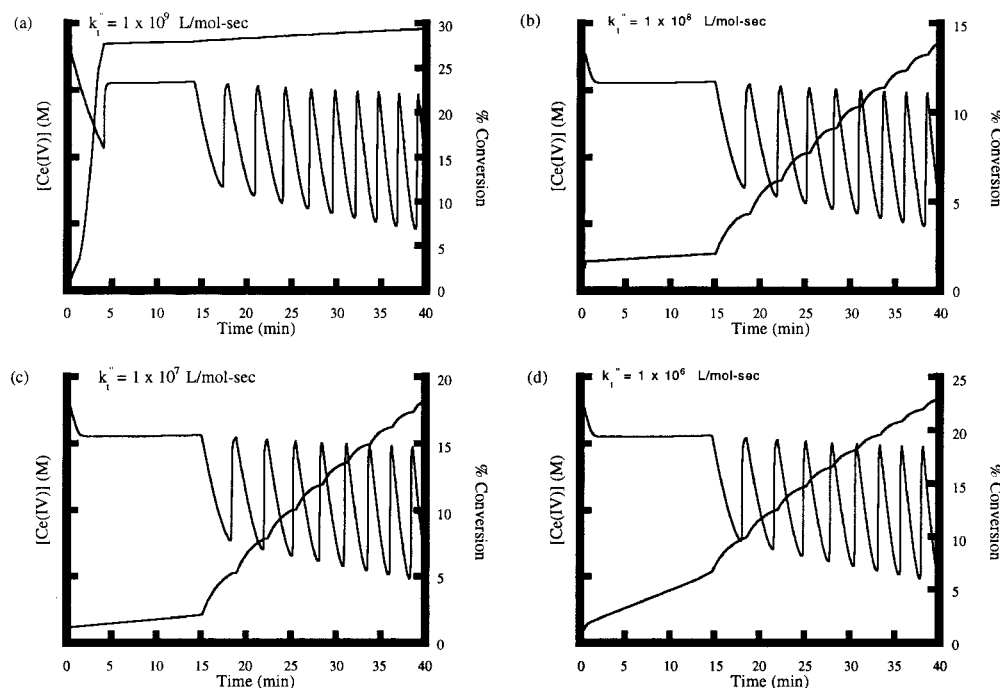 (a)
k_t'' = 1 x 10^9 L/mol-sec
[Ce(IV)] (M)
30
25
20
15
10
5
0
% Conversion
0 5 10 15 20 25 30 35 40
Time (min)
(b)
k_t'' = 1 x 10^8 L/mol-sec
[Ce(IV)] (M)
15
10
5
0
% Conversion
0 5 10 15 20 25 30 35 40
Time (min)
(c)
k_t'' = 1 x 10^7 L/mol-sec
[Ce(IV)] (M)
20
15
10
5
0
% Conversion
0 5 10 15 20 25 30 35 40
Time (min)
(d)
k_t'' = 1 x 10^6 L/mol-sec
[Ce(IV)] (M)
25
20
15
10
5
0
% Conversion
0 5 10 15 20 25 30 35 40
Time (min)